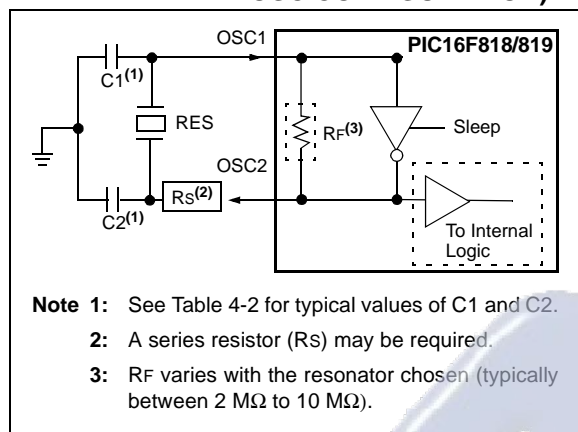 OSC1
PIC16F818/819
C1(1)
RES
RF(3)
Sleep
OSC2
RS(2)
C2(1)
To Internal
Logic
Note 1: See Table 4-2 for typical values of C1 and C2.
2: A series resistor (RS) may be required.
3: RF varies with the resonator chosen (typically
between 2 MΩ to 10 MΩ).